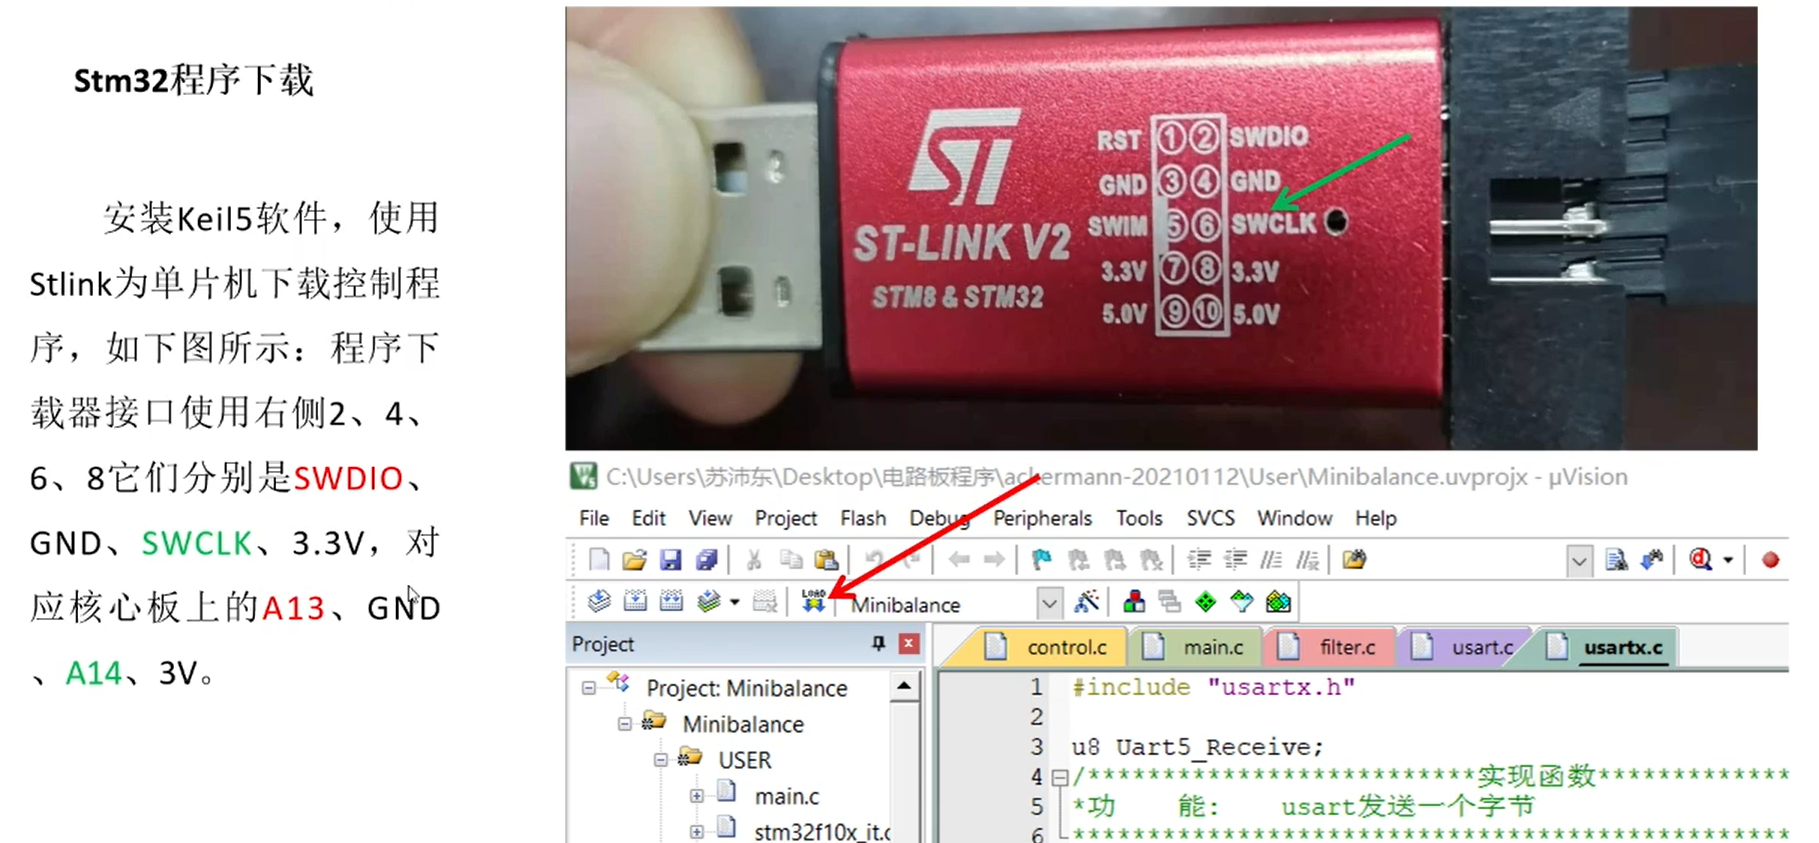 Stm32程序下载
安装Keil5软件，使用
Stlink为单片机下载控制程
序，如下图所示：程序下
载器接口使用右侧2、4、
6、8它们分别是SWDIO、
GND、SWCLK、3.3V，对
应核心板上的A13、GND
、A14、3V。
ST
ST-LINK V2
STM8 & STM32
RST ① ② SWDIO
GND ③ ④ GND
SWIM ⑤ ⑥ SWCLK
3.3V ⑦ ⑧ 3.3V
5.0V ⑨ ⑩ 5.0V
C:\Users\苏沛东\Desktop\电路板程序\ackermann-20210112\User\Minibalance.uvprojx - µVision
File Edit View Project Flash Debug Peripherals Tools SVCS Window Help
LOAD
Minibalance
Project
control.c main.c filter.c usart.c usartx.c
Project: Minibalance
Minibalance
USER
main.c
stm32f10x_it.c
1 #include "usartx.h"
2
3 u8 Uart5_Receive;
4 /**************************实现函数*************
5 *功 能: usart发送一个字节
6 ************************************************